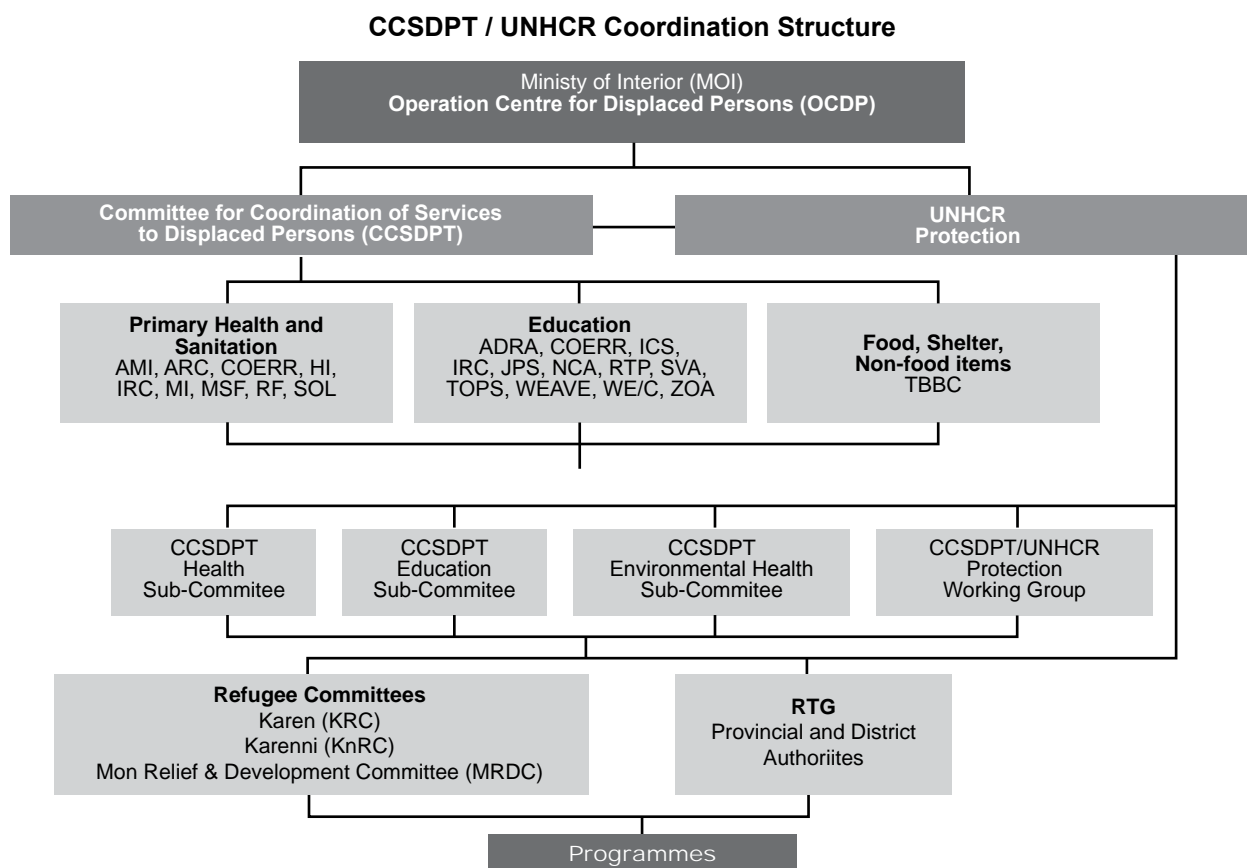 CCSDPT / UNHCR Coordination Structure
Ministy of Interior (MOI)
Operation Centre for Displaced Persons (OCDP)
Committee for Coordination of Services
to Displaced Persons (CCSDPT)
UNHCR
Protection
Primary Health and
Sanitation
AMI, ARC, COERR, HI,
IRC, MI, MSF, RF, SOL
Education
ADRA, COERR, ICS,
IRC, JPS, NCA, RTP, SVA,
TOPS, WEAVE, WE/C, ZOA
Food, Shelter,
Non-food items
TBBC
CCSDPT
Health
Sub-Commitee
CCSDPT
Education
Sub-Commitee
CCSDPT
Environmental Health
Sub-Commitee
CCSDPT/UNHCR
Protection
Working Group
Refugee Committees
Karen (KRC)
Karenni (KnRC)
Mon Relief & Development Committee (MRDC)
RTG
Provincial and District
Authoriites
Programmes